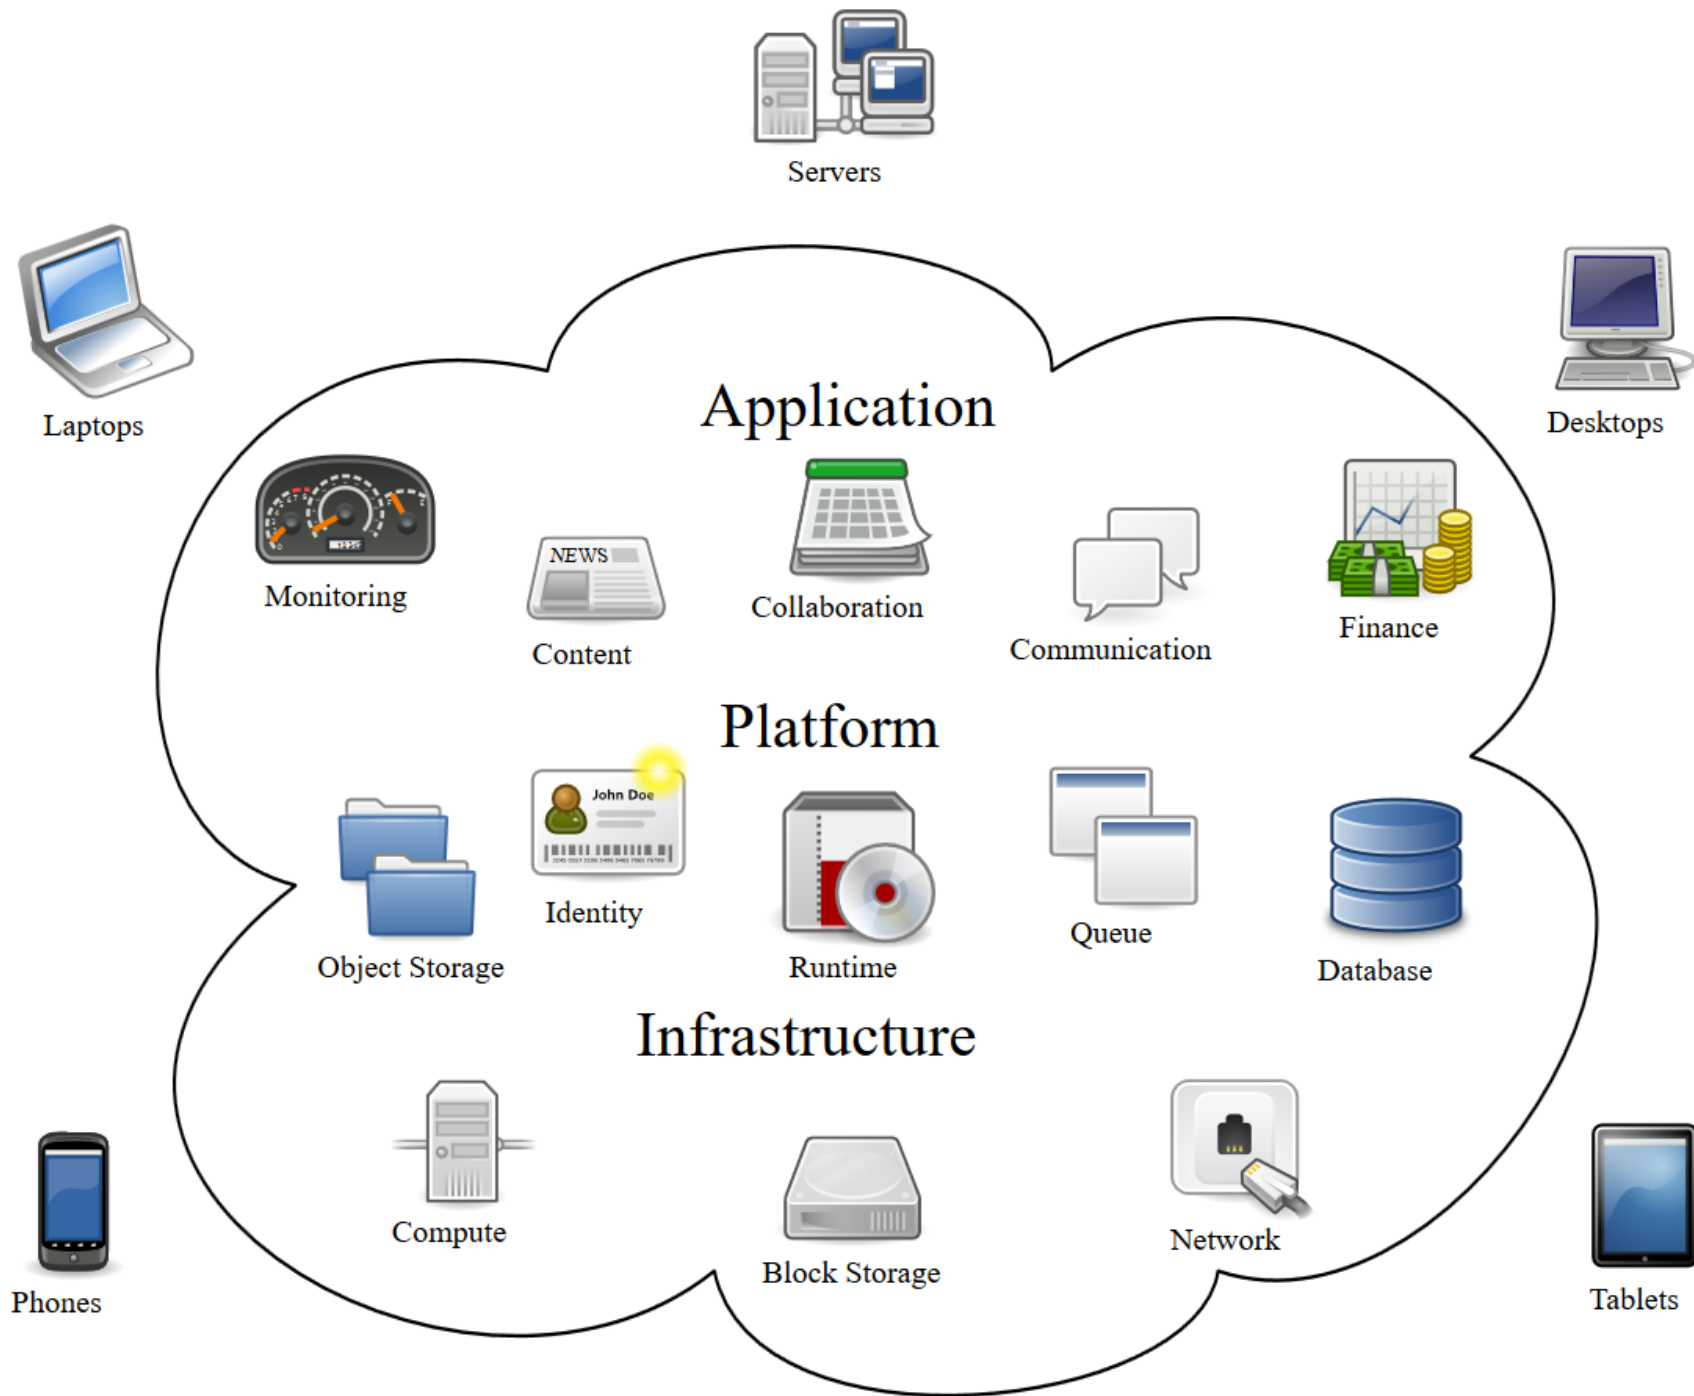 Servers
Laptops
Desktops
Application
Monitoring
NEWS
Content
Collaboration
Communication
Finance
Platform
John Doe
Object Storage
Identity
Runtime
Queue
Database
Infrastructure
Compute
Block Storage
Network
Phones
Tablets